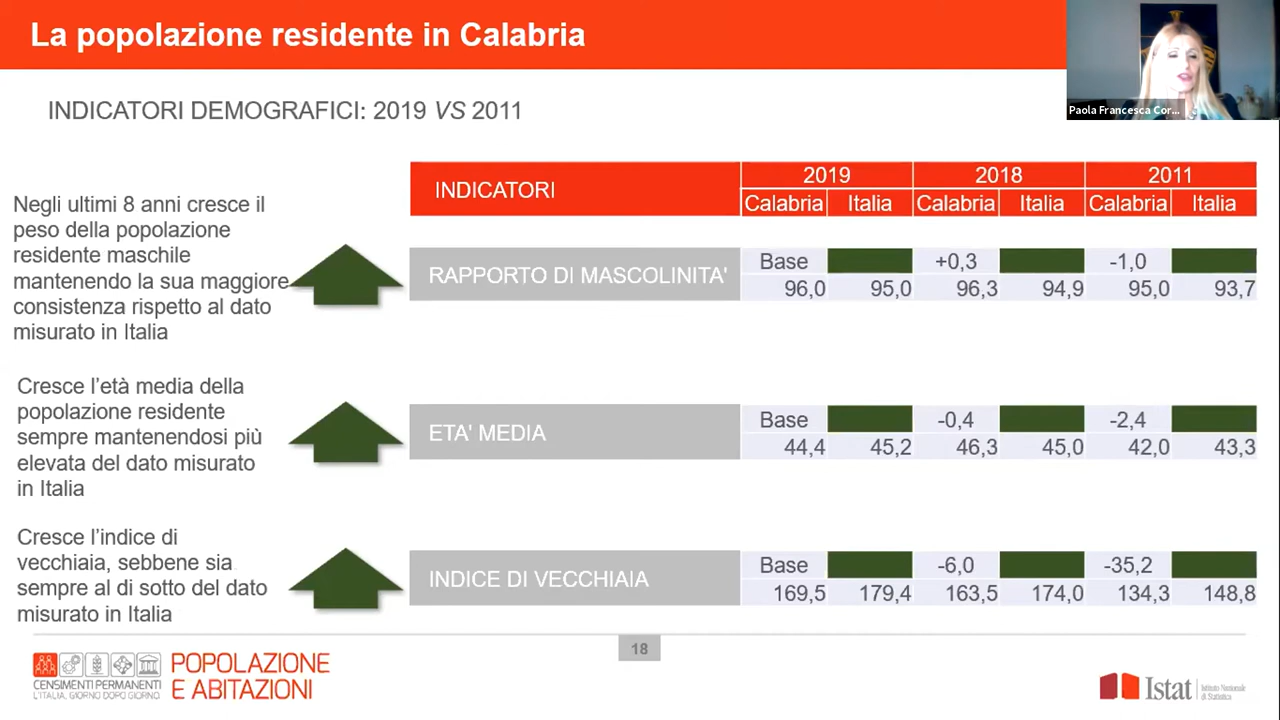 La popolazione residente in Calabria
Paola Francesca Cor...
INDICATORI DEMOGRAFICI: 2019 VS 2011
Negli ultimi 8 anni cresce il
peso della popolazione
residente maschile
mantenendo la sua maggiore
consistenza rispetto al dato
misurato in Italia
Cresce l'età media della
popolazione residente
sempre mantenendosi più
elevata del dato misurato
in Italia
Cresce l'indice di
vecchiaia, sebbene sia
sempre al di sotto del dato
misurato in Italia
INDICATORI 2019 2018 2011
Calabria Italia Calabria Italia Calabria Italia
RAPPORTO DI MASCOLINITA' Base +0,3 -1,0
96,0 95,0 96,3 94,9 95,0 93,7
ETA' MEDIA Base -0,4 -2,4
44,4 45,2 46,3 45,0 42,0 43,3
INDICE DI VECCHIAIA Base -6,0 -35,2
169,5 179,4 163,5 174,0 134,3 148,8
18
CENSIMENTI PERMANENTI
L'ITALIA, GIORNO DOPO GIORNO
POPOLAZIONE
E ABITAZIONI
Istat
Istituto Nazionale
di Statistica